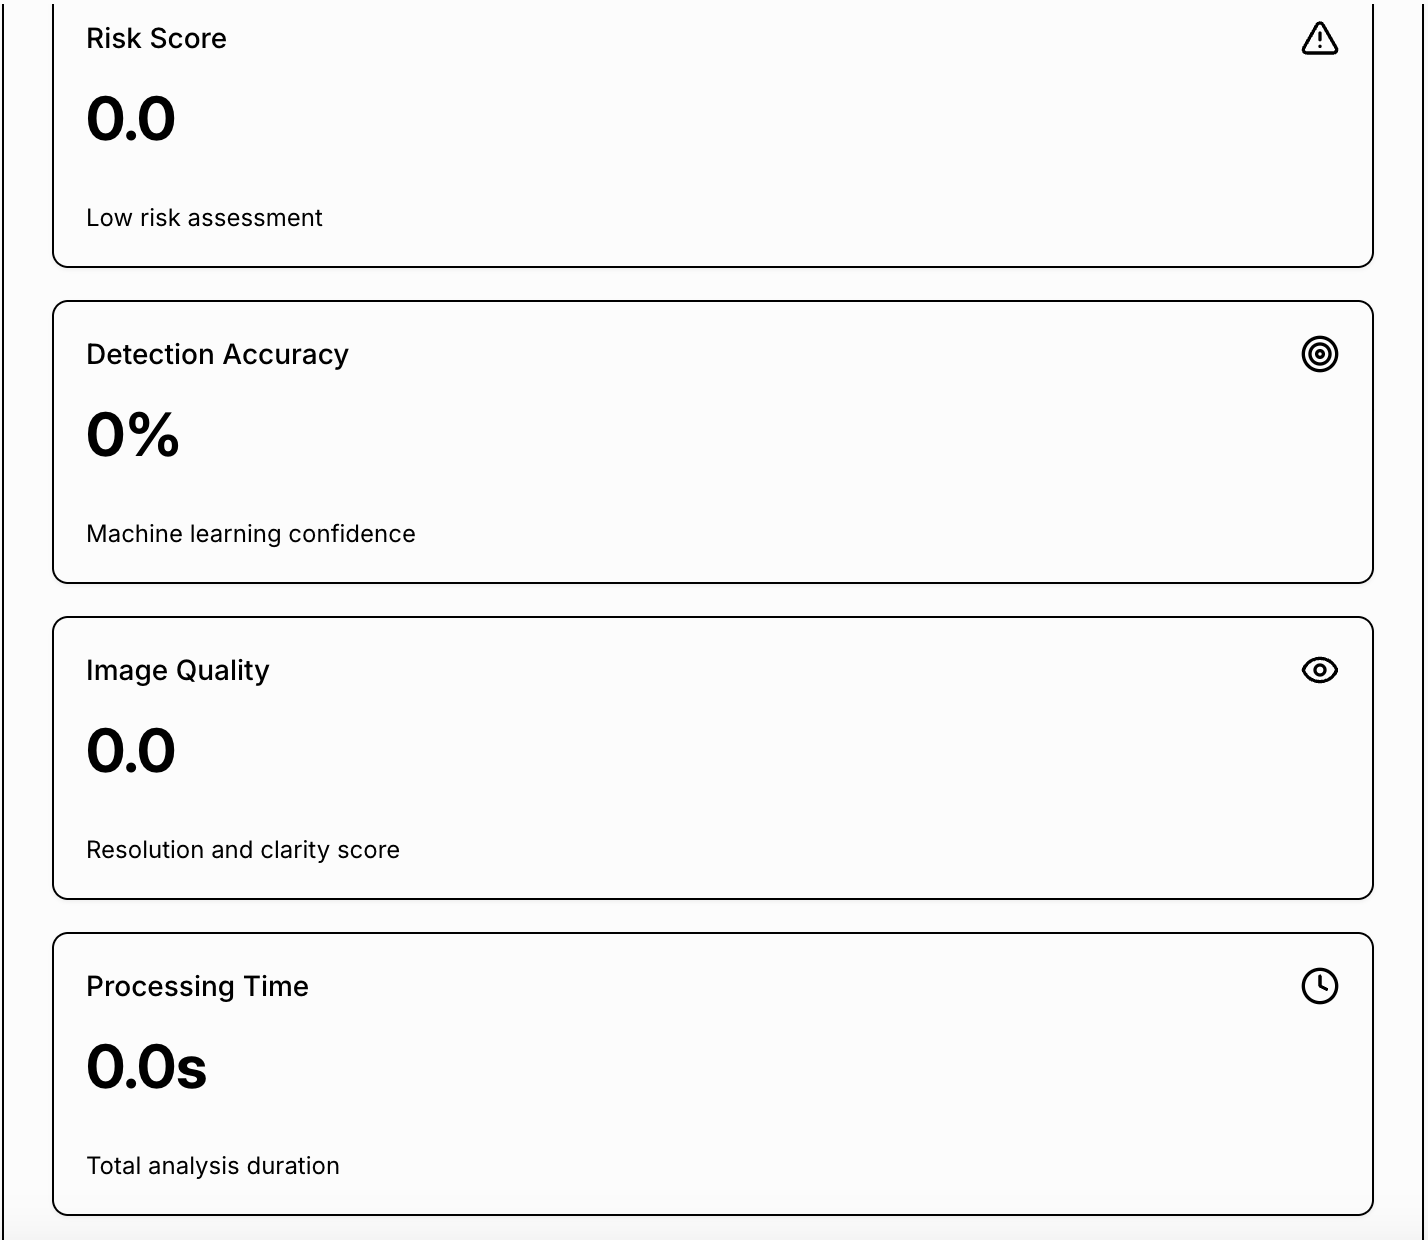 Risk Score
0.0
Low risk assessment
Detection Accuracy
0%
Machine learning confidence
Image Quality
0.0
Resolution and clarity score
Processing Time
0.0s
Total analysis duration